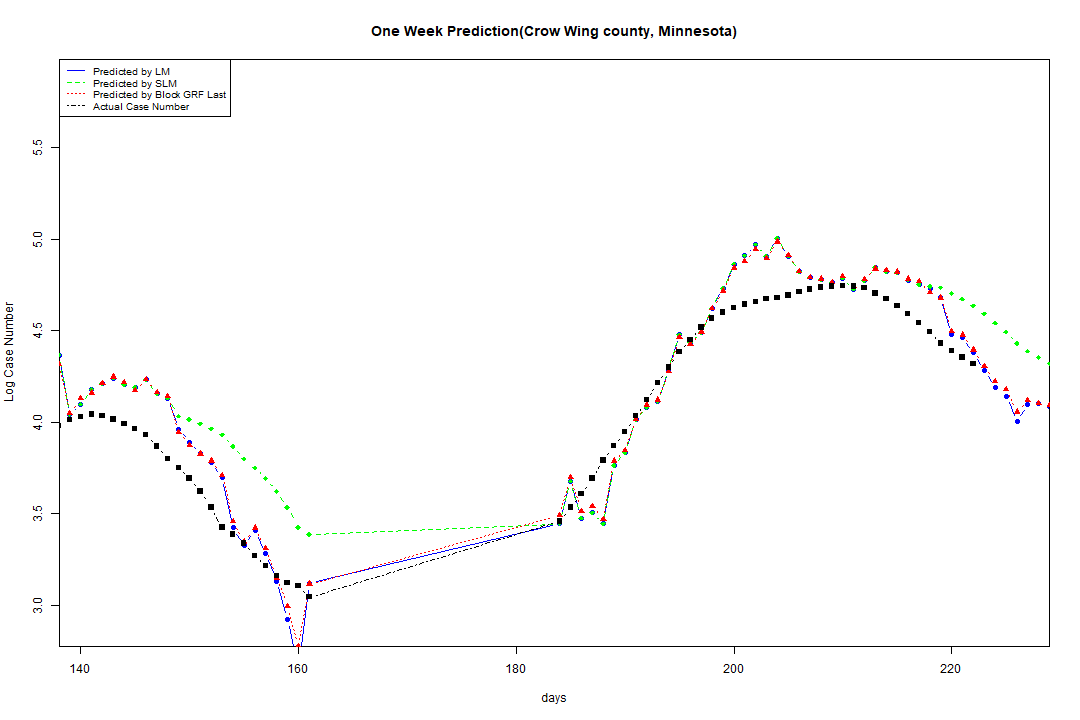 One Week Prediction(Crow Wing county, Minnesota)
Predicted by LM
Predicted by SLM
Predicted by Block GRF Last
Actual Case Number
5.5
5.0
4.5
4.0
3.5
3.0
Log Case Number
140 160 180 200 220
days